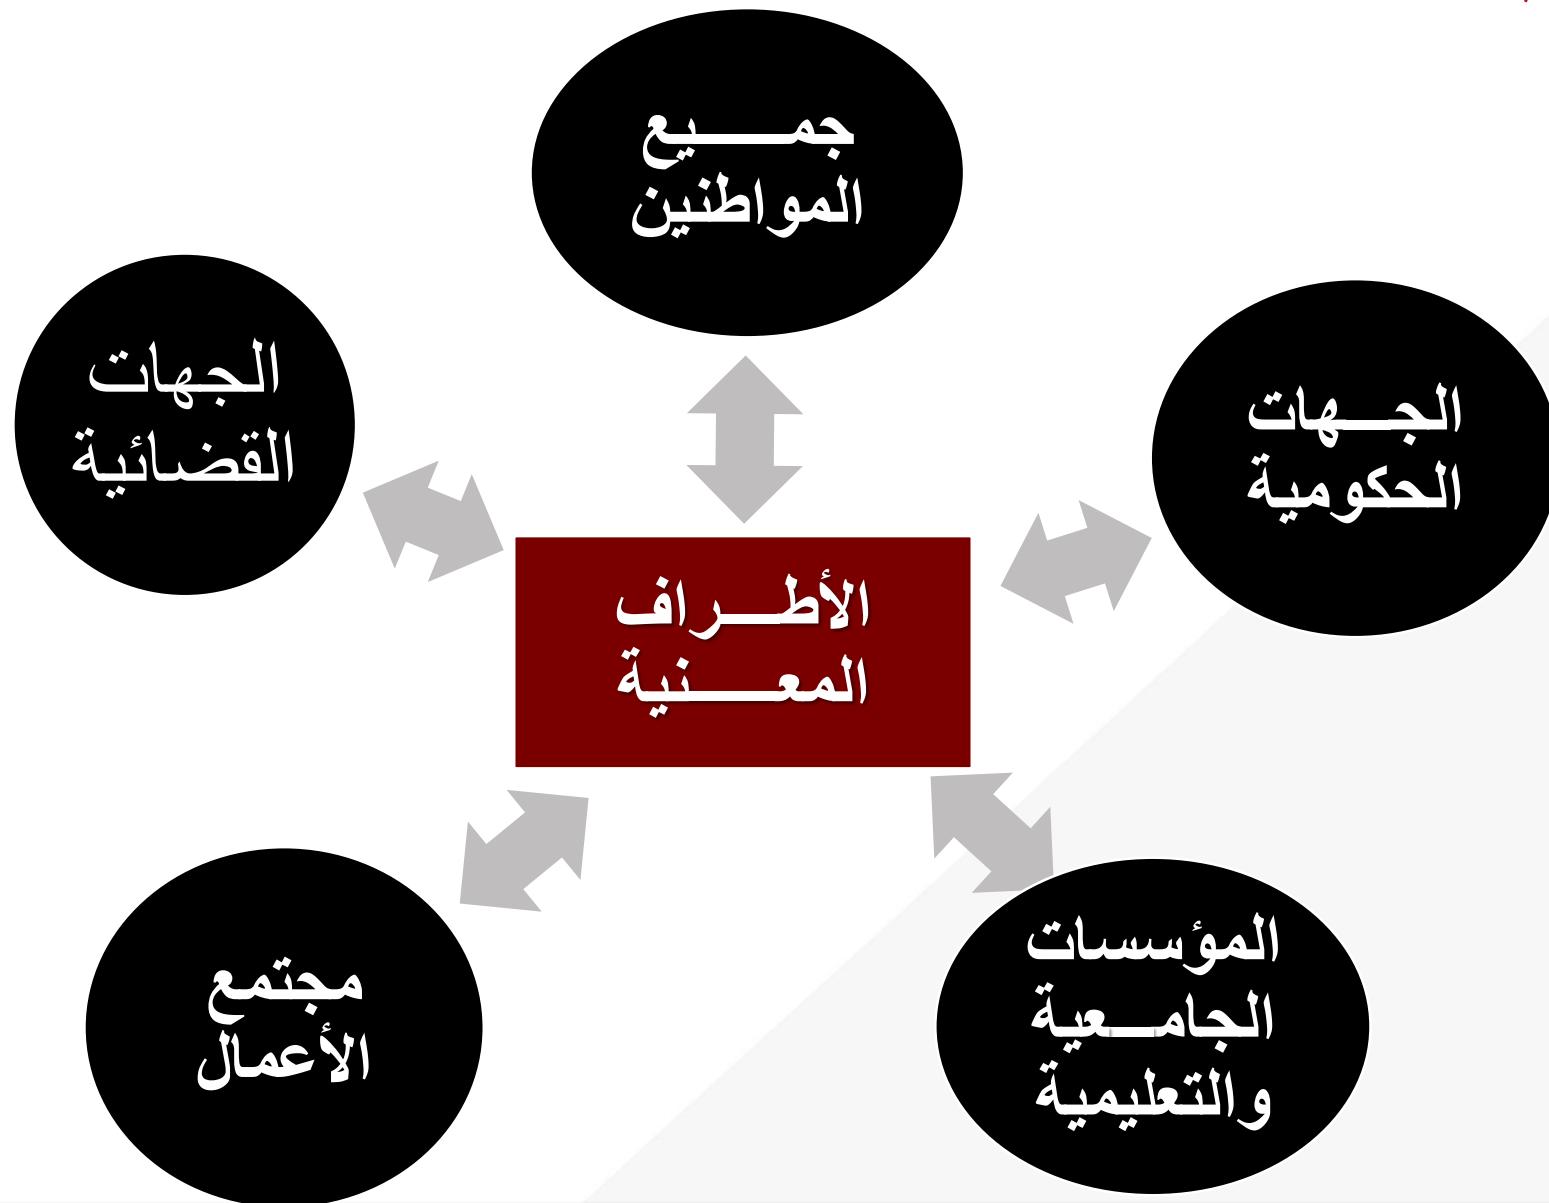 جميع
المواطنين
الجهات
الحكومية
الجهات
القضائية
الأطراف
المعنية
المؤسسات
الجامعية
والتعليمية
مجتمع
الأعمال